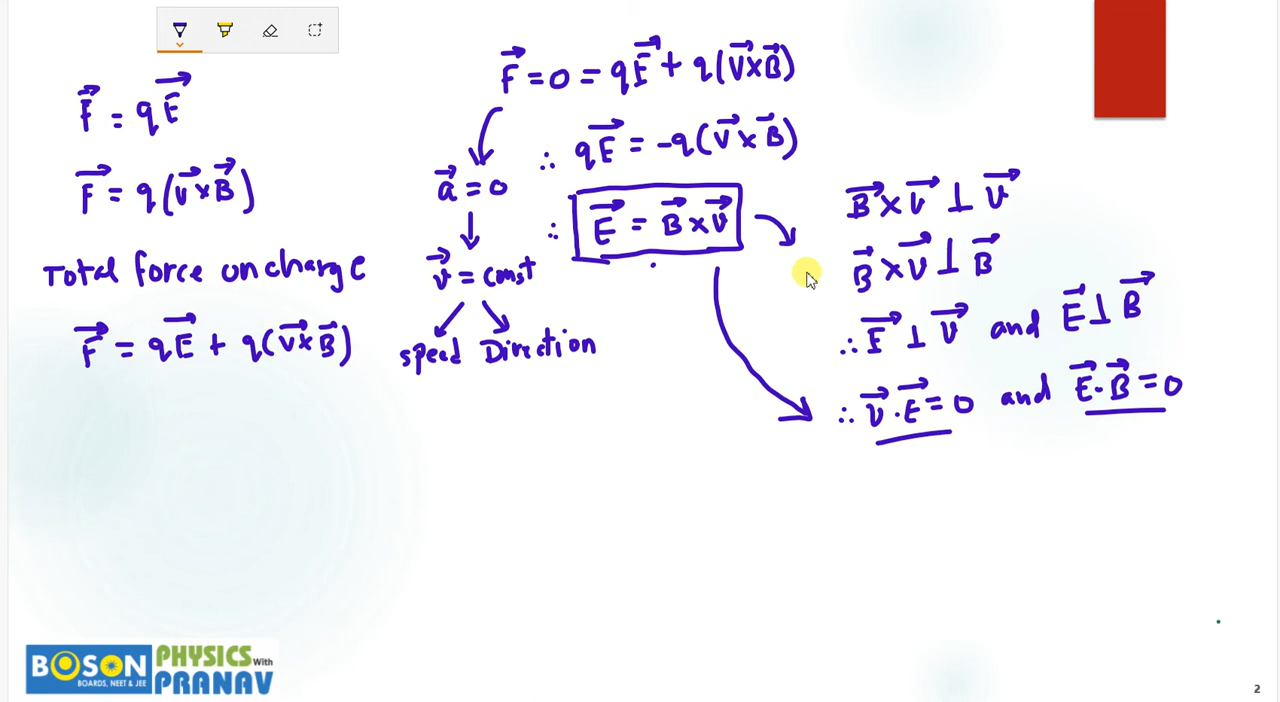 F⃗ = qE⃗
F⃗ = q(v⃗×B⃗)
Total force on charge
F⃗ = qE⃗ + q(v⃗×B⃗)
F⃗ = 0 = qE⃗ + q(v⃗×B⃗)
∴ qE⃗ = -q(v⃗×B⃗)
∴ E⃗ = B⃗×v⃗
a⃗ = 0
v⃗ = const
speed Direction
B⃗×v⃗ ⊥ v⃗
B⃗×v⃗ ⊥ B⃗
∴ E⃗ ⊥ v⃗ and E⃗ ⊥ B⃗
∴ v⃗·E⃗ = 0 and E⃗·B⃗ = 0
BOSON
BOARDS, NEET & JEE
PHYSICS With
PRANAV
2